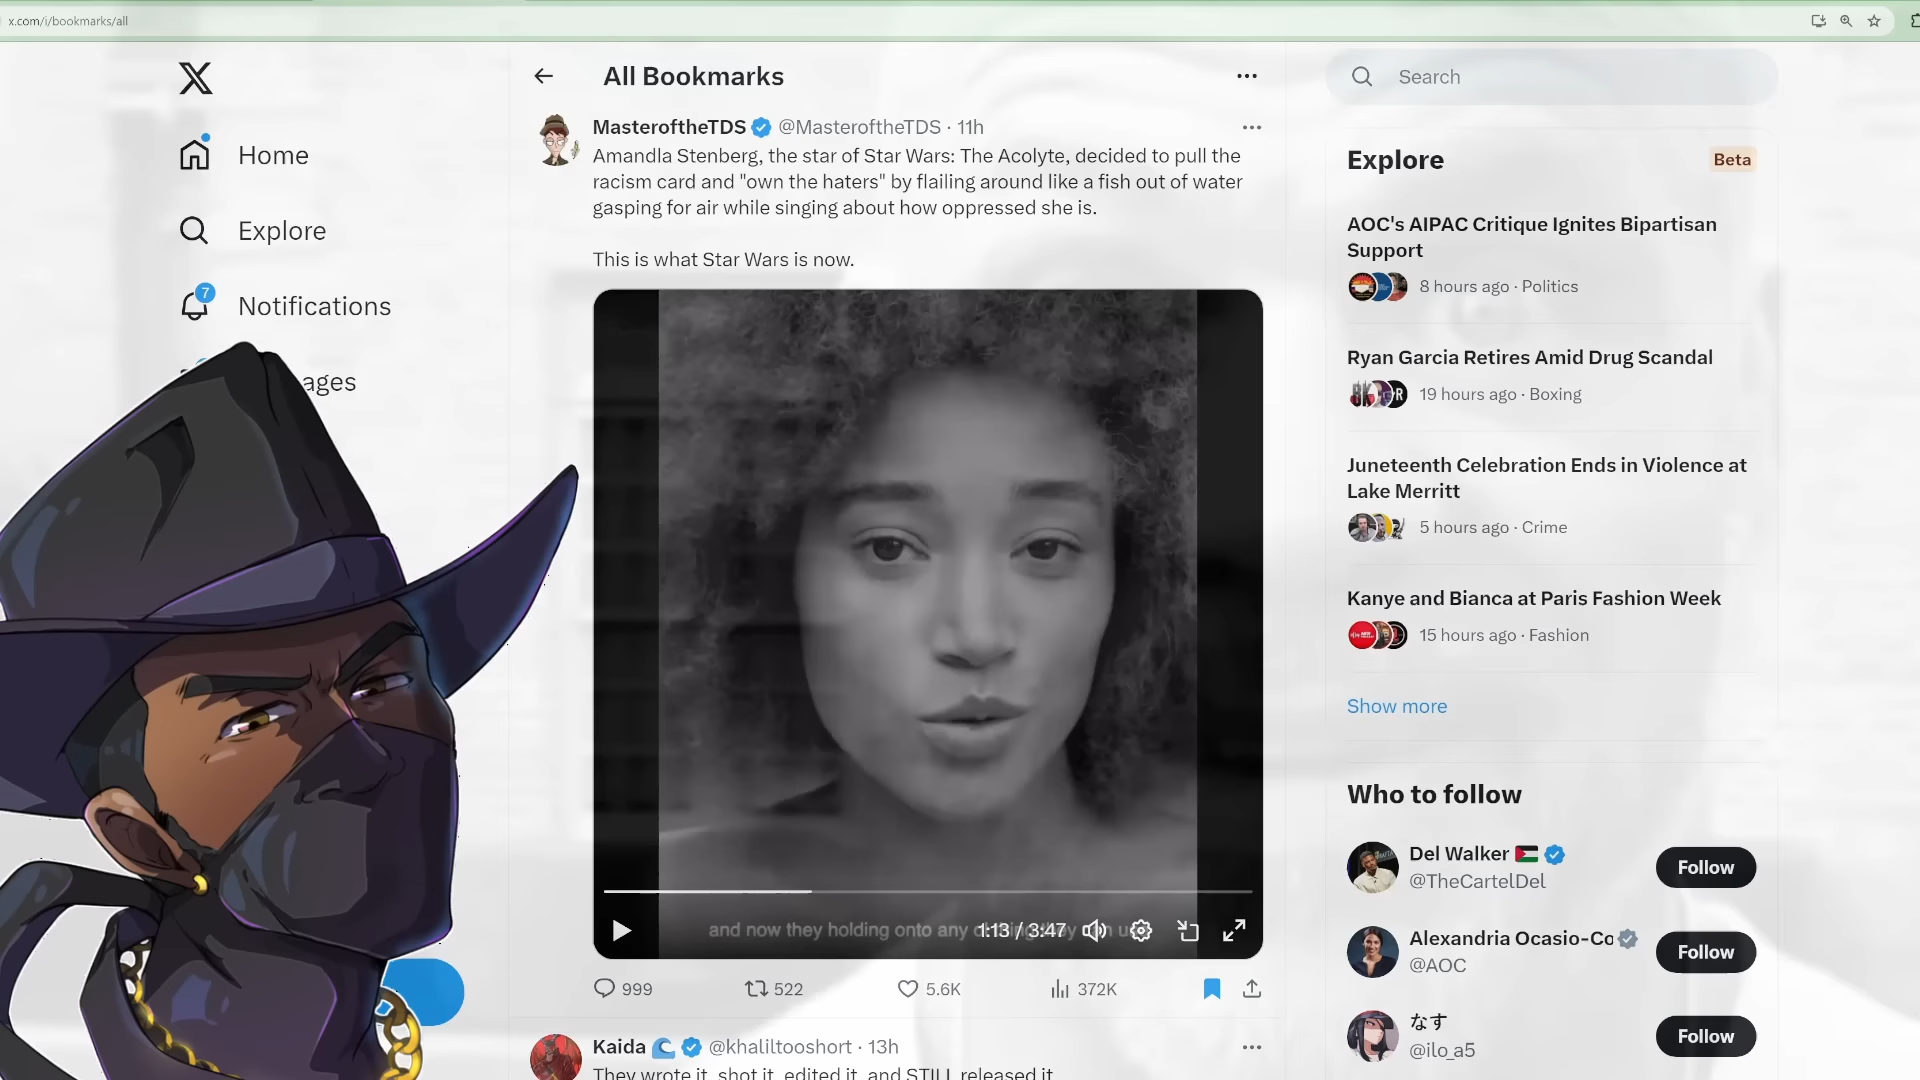 x.com/i/bookmarks/all
Home
Explore
7
Notifications
ages
All Bookmarks
MasteroftheTDS @MasteroftheTDS · 11h
Amandla Stenberg, the star of Star Wars: The Acolyte, decided to pull the
racism card and "own the haters" by flailing around like a fish out of water
gasping for air while singing about how oppressed she is.
This is what Star Wars is now.
and now they holding onto any
1:13 / 3:47
999
522
5.6K
372K
Kaida @khaliltooshort · 13h
They wrote it, shot it, edited it, and STILL released it
Search
Explore
Beta
AOC's AIPAC Critique Ignites Bipartisan
Support
8 hours ago · Politics
Ryan Garcia Retires Amid Drug Scandal
19 hours ago · Boxing
Juneteenth Celebration Ends in Violence at
Lake Merritt
5 hours ago · Crime
Kanye and Bianca at Paris Fashion Week
15 hours ago · Fashion
Show more
Who to follow
Del Walker
@TheCartelDel
Follow
Alexandria Ocasio-Co
@AOC
Follow
なす
@ilo_a5
Follow